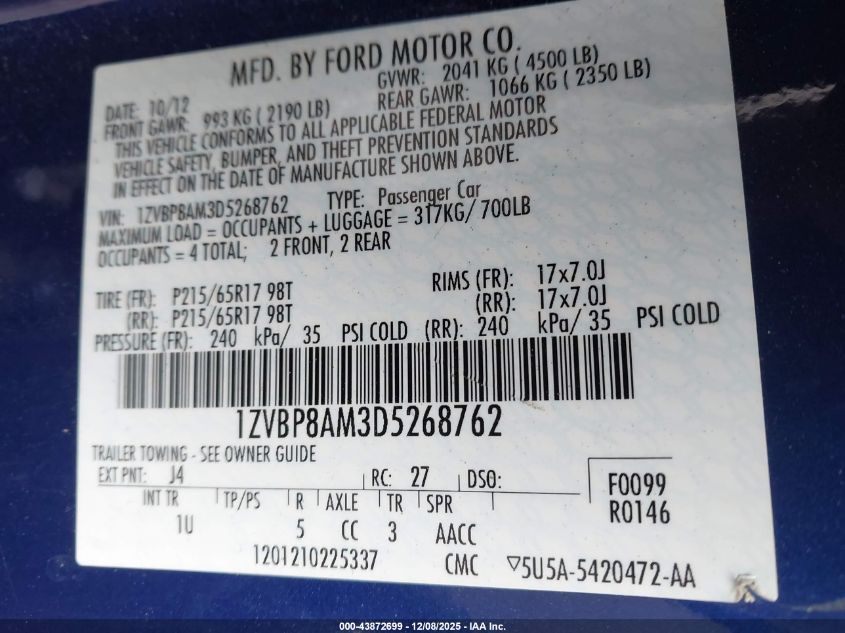 MFD. BY FORD MOTOR CO.
DATE: 10/12 GVWR: 2041 KG ( 4500 LB)
FRONT GAWR: 993 KG ( 2190 LB) REAR GAWR: 1066 KG ( 2350 LB)
THIS VEHICLE CONFORMS TO ALL APPLICABLE FEDERAL MOTOR
VEHICLE SAFETY, BUMPER, AND THEFT PREVENTION STANDARDS
IN EFFECT ON THE DATE OF MANUFACTURE SHOWN ABOVE.
VIN: 1ZVBP8AM3D5268762 TYPE: Passenger Car
MAXIMUM LOAD = OCCUPANTS + LUGGAGE = 317KG/ 700LB
OCCUPANTS = 4 TOTAL; 2 FRONT, 2 REAR
TIRE (FR): P215/65R17 98T RIMS (FR): 17x7.0J
(RR): P215/65R17 98T (RR): 17x7.0J
PRESSURE (FR): 240 kPa/ 35 PSI COLD (RR): 240 kPa/ 35 PSI COLD
1ZVBP8AM3D5268762
TRAILER TOWING - SEE OWNER GUIDE
EXT PNT: J4 RC: 27 DSO: F0099
INT TR TP/PS R AXLE TR SPR R0146
1U 5 CC 3 AACC
1201210225337 CMC ▽5U5A-5420472-AA
000-43872699 | 12/08/2025 - IAA Inc.